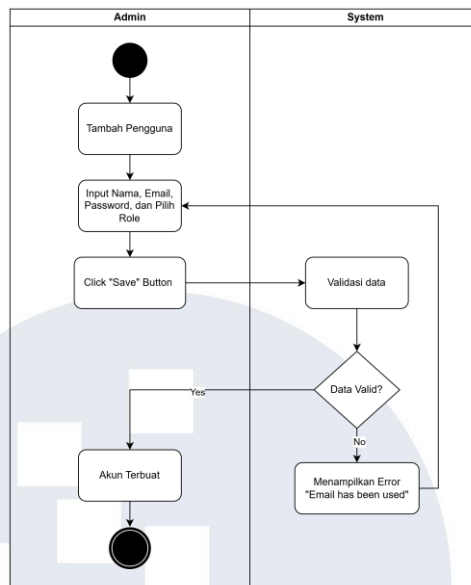 Admin
System
Tambah Pengguna
Input Nama, Email,
Password, dan Pilih
Role
Click "Save" Button
Validasi data
Data Valid?
Yes
No
Akun Terbuat
Menampilkan Error
"Email has been used"